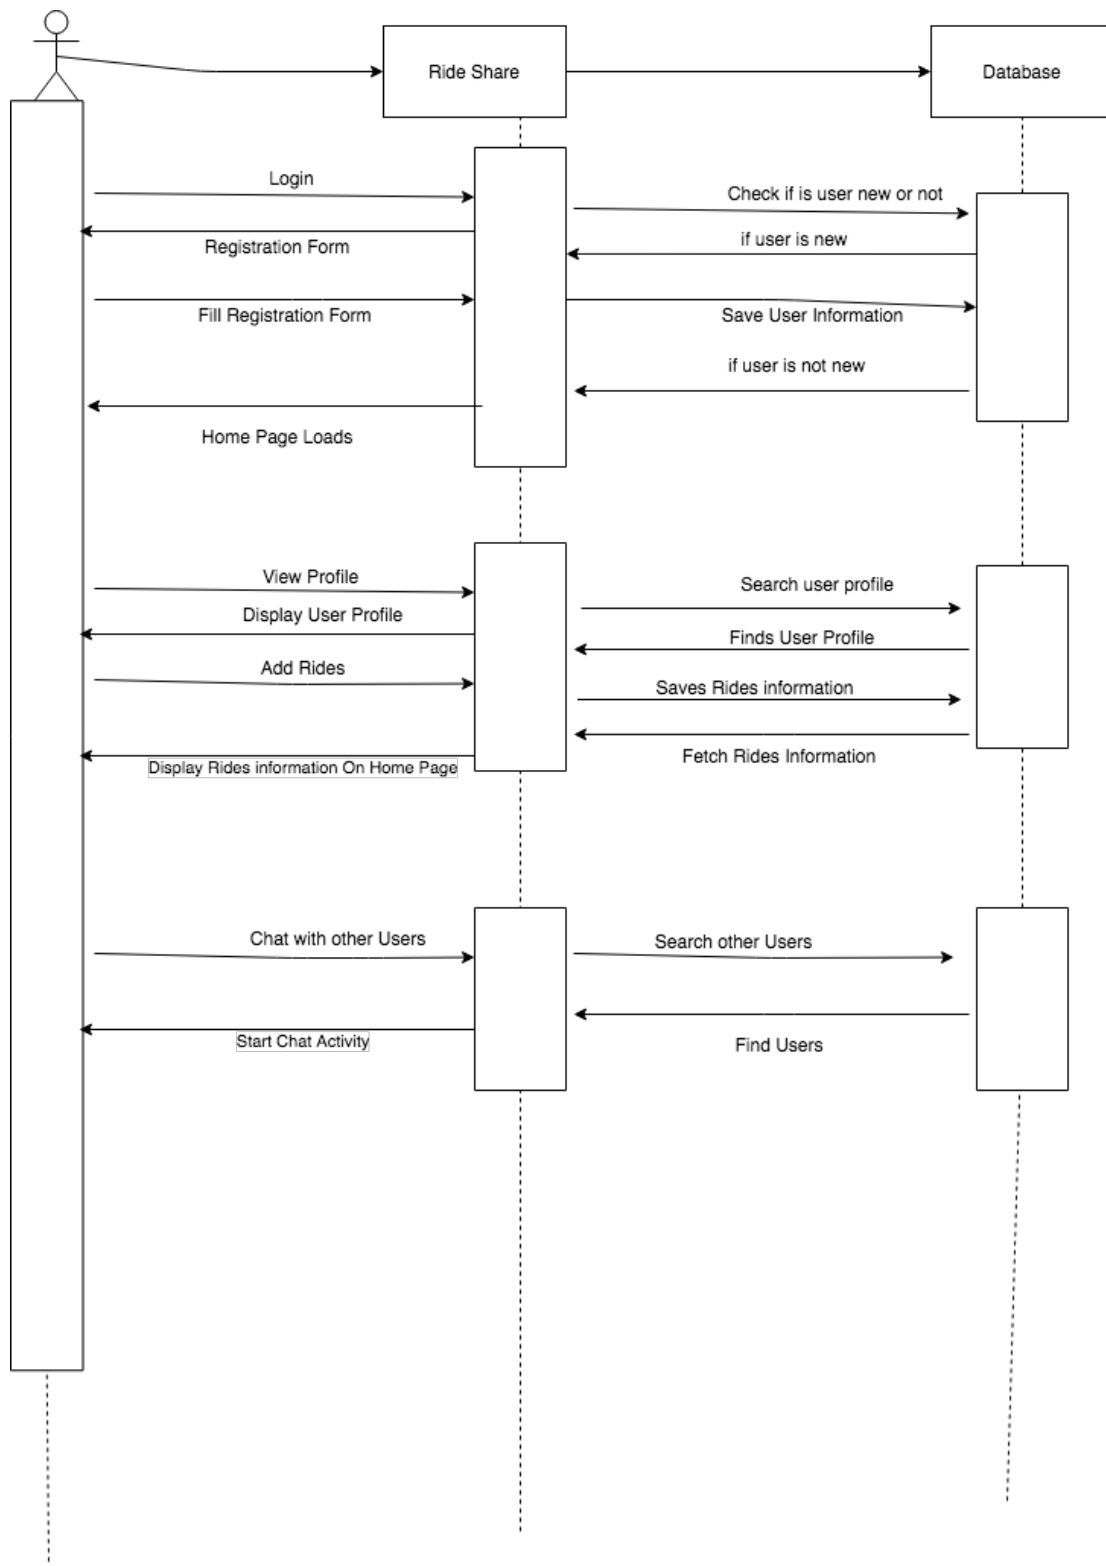 Ride Share
Database
Login
Check if is user new or not
Registration Form
if user is new
Fill Registration Form
Save User Information
if user is not new
Home Page Loads
View Profile
Search user profile
Display User Profile
Finds User Profile
Add Rides
Saves Rides information
Display Rides information On Home Page
Fetch Rides Information
Chat with other Users
Search other Users
Start Chat Activity
Find Users